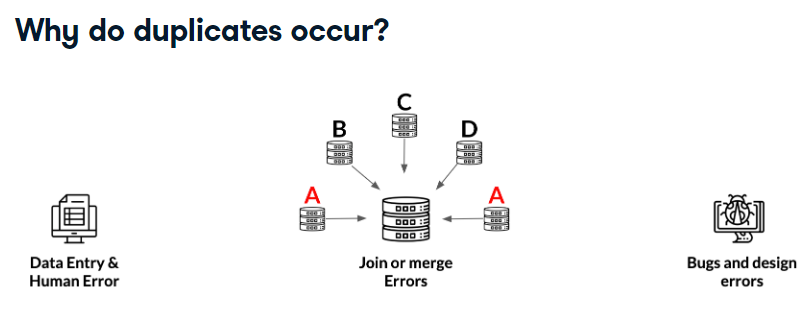 Why do duplicates occur?
C
B
D
A
A
Data Entry &
Human Error
Join or merge
Errors
Bugs and design
errors